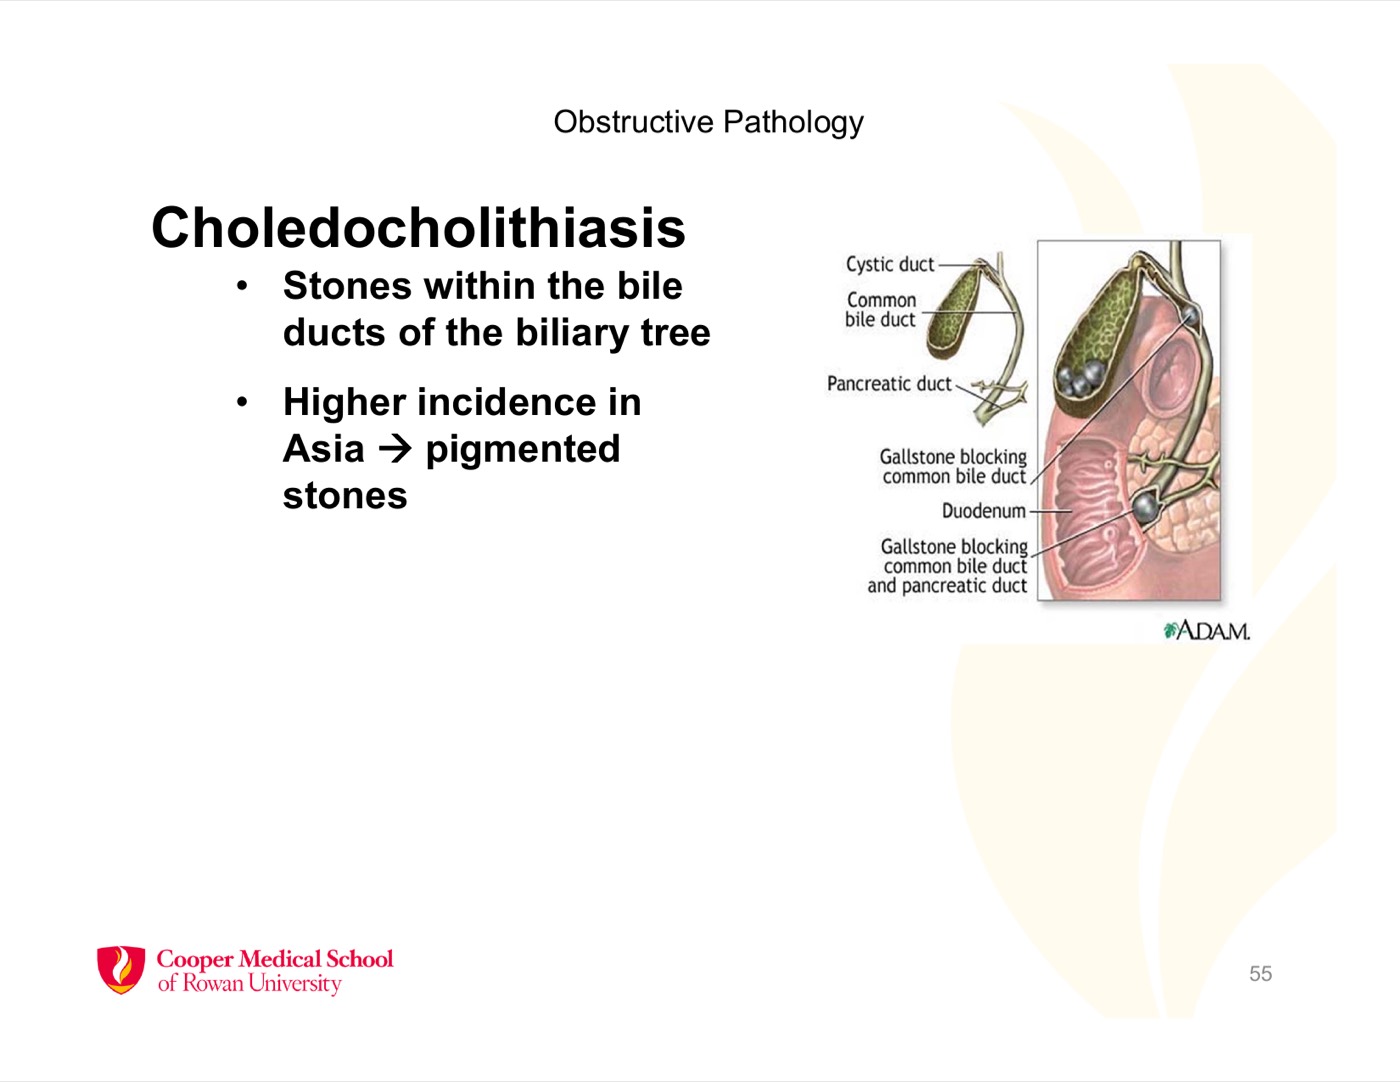 Obstructive Pathology
Choledocholithiasis
• Stones within the bile
ducts of the biliary tree
• Higher incidence in
Asia → pigmented
stones
Cystic duct
Common
bile duct
Pancreatic duct
Gallstone blocking
common bile duct
Duodenum
Gallstone blocking
common bile duct
and pancreatic duct
ADAM.
Cooper Medical School
of Rowan University
55